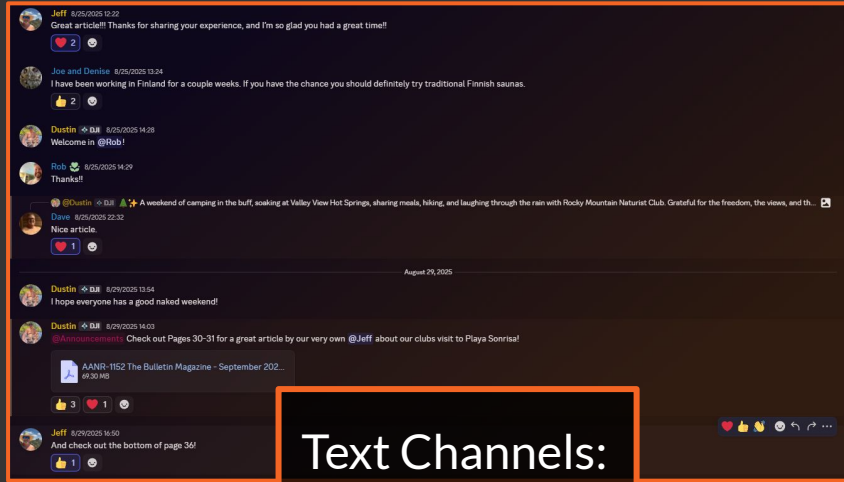 Jeff 8/25/2025 12:22
Great article!!! Thanks for sharing your experience, and I'm so glad you had a great time!!
2
Joe and Denise 8/25/2025 13:24
I have been working in Finland for a couple weeks. If you have the chance you should definitely try traditional Finnish saunas.
2
Dustin DJI 8/25/2025 14:28
Welcome in @Rob!
Rob 8/25/2025 14:29
Thanks!!
@Dustin DJI 🌲✨ A weekend of camping in the buff, soaking at Valley View Hot Springs, sharing meals, hiking, and laughing through the rain with Rocky Mountain Naturist Club. Grateful for the freedom, the views, and th...
Dave 8/25/2025 22:32
Nice article.
1
August 29, 2025
Dustin DJI 8/29/2025 13:54
I hope everyone has a good naked weekend!
Dustin DJI 8/29/2025 14:03
@Announcements Check out Pages 30-31 for a great article by our very own @Jeff about our clubs visit to Playa Sonrisa!
AANR-1152 The Bulletin Magazine - September 202...
69.30 MB
3 1
Jeff 8/29/2025 16:50
And check out the bottom of page 36!
1
Text Channels: